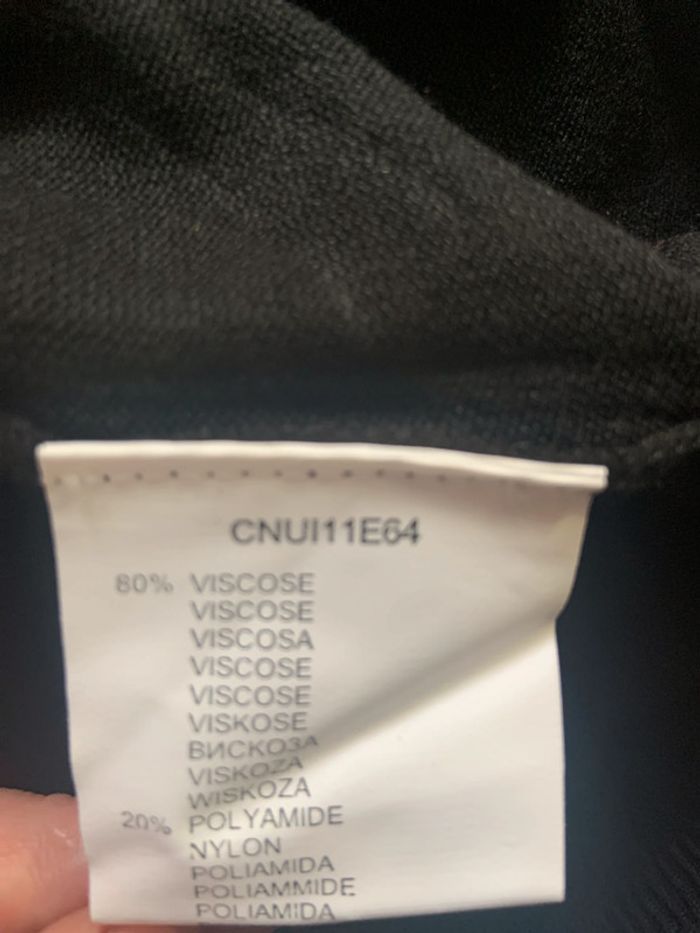 CNUI11E64
80% VISCOSE
VISCOSE
VISCOSA
VISCOSE
VISCOSE
VISKOSE
ВИСКОЗА
VISKOZA
WISKOZA
20% POLYAMIDE
NYLON
POLIAMIDA
POLIAMMIDE
POLIAMIDA